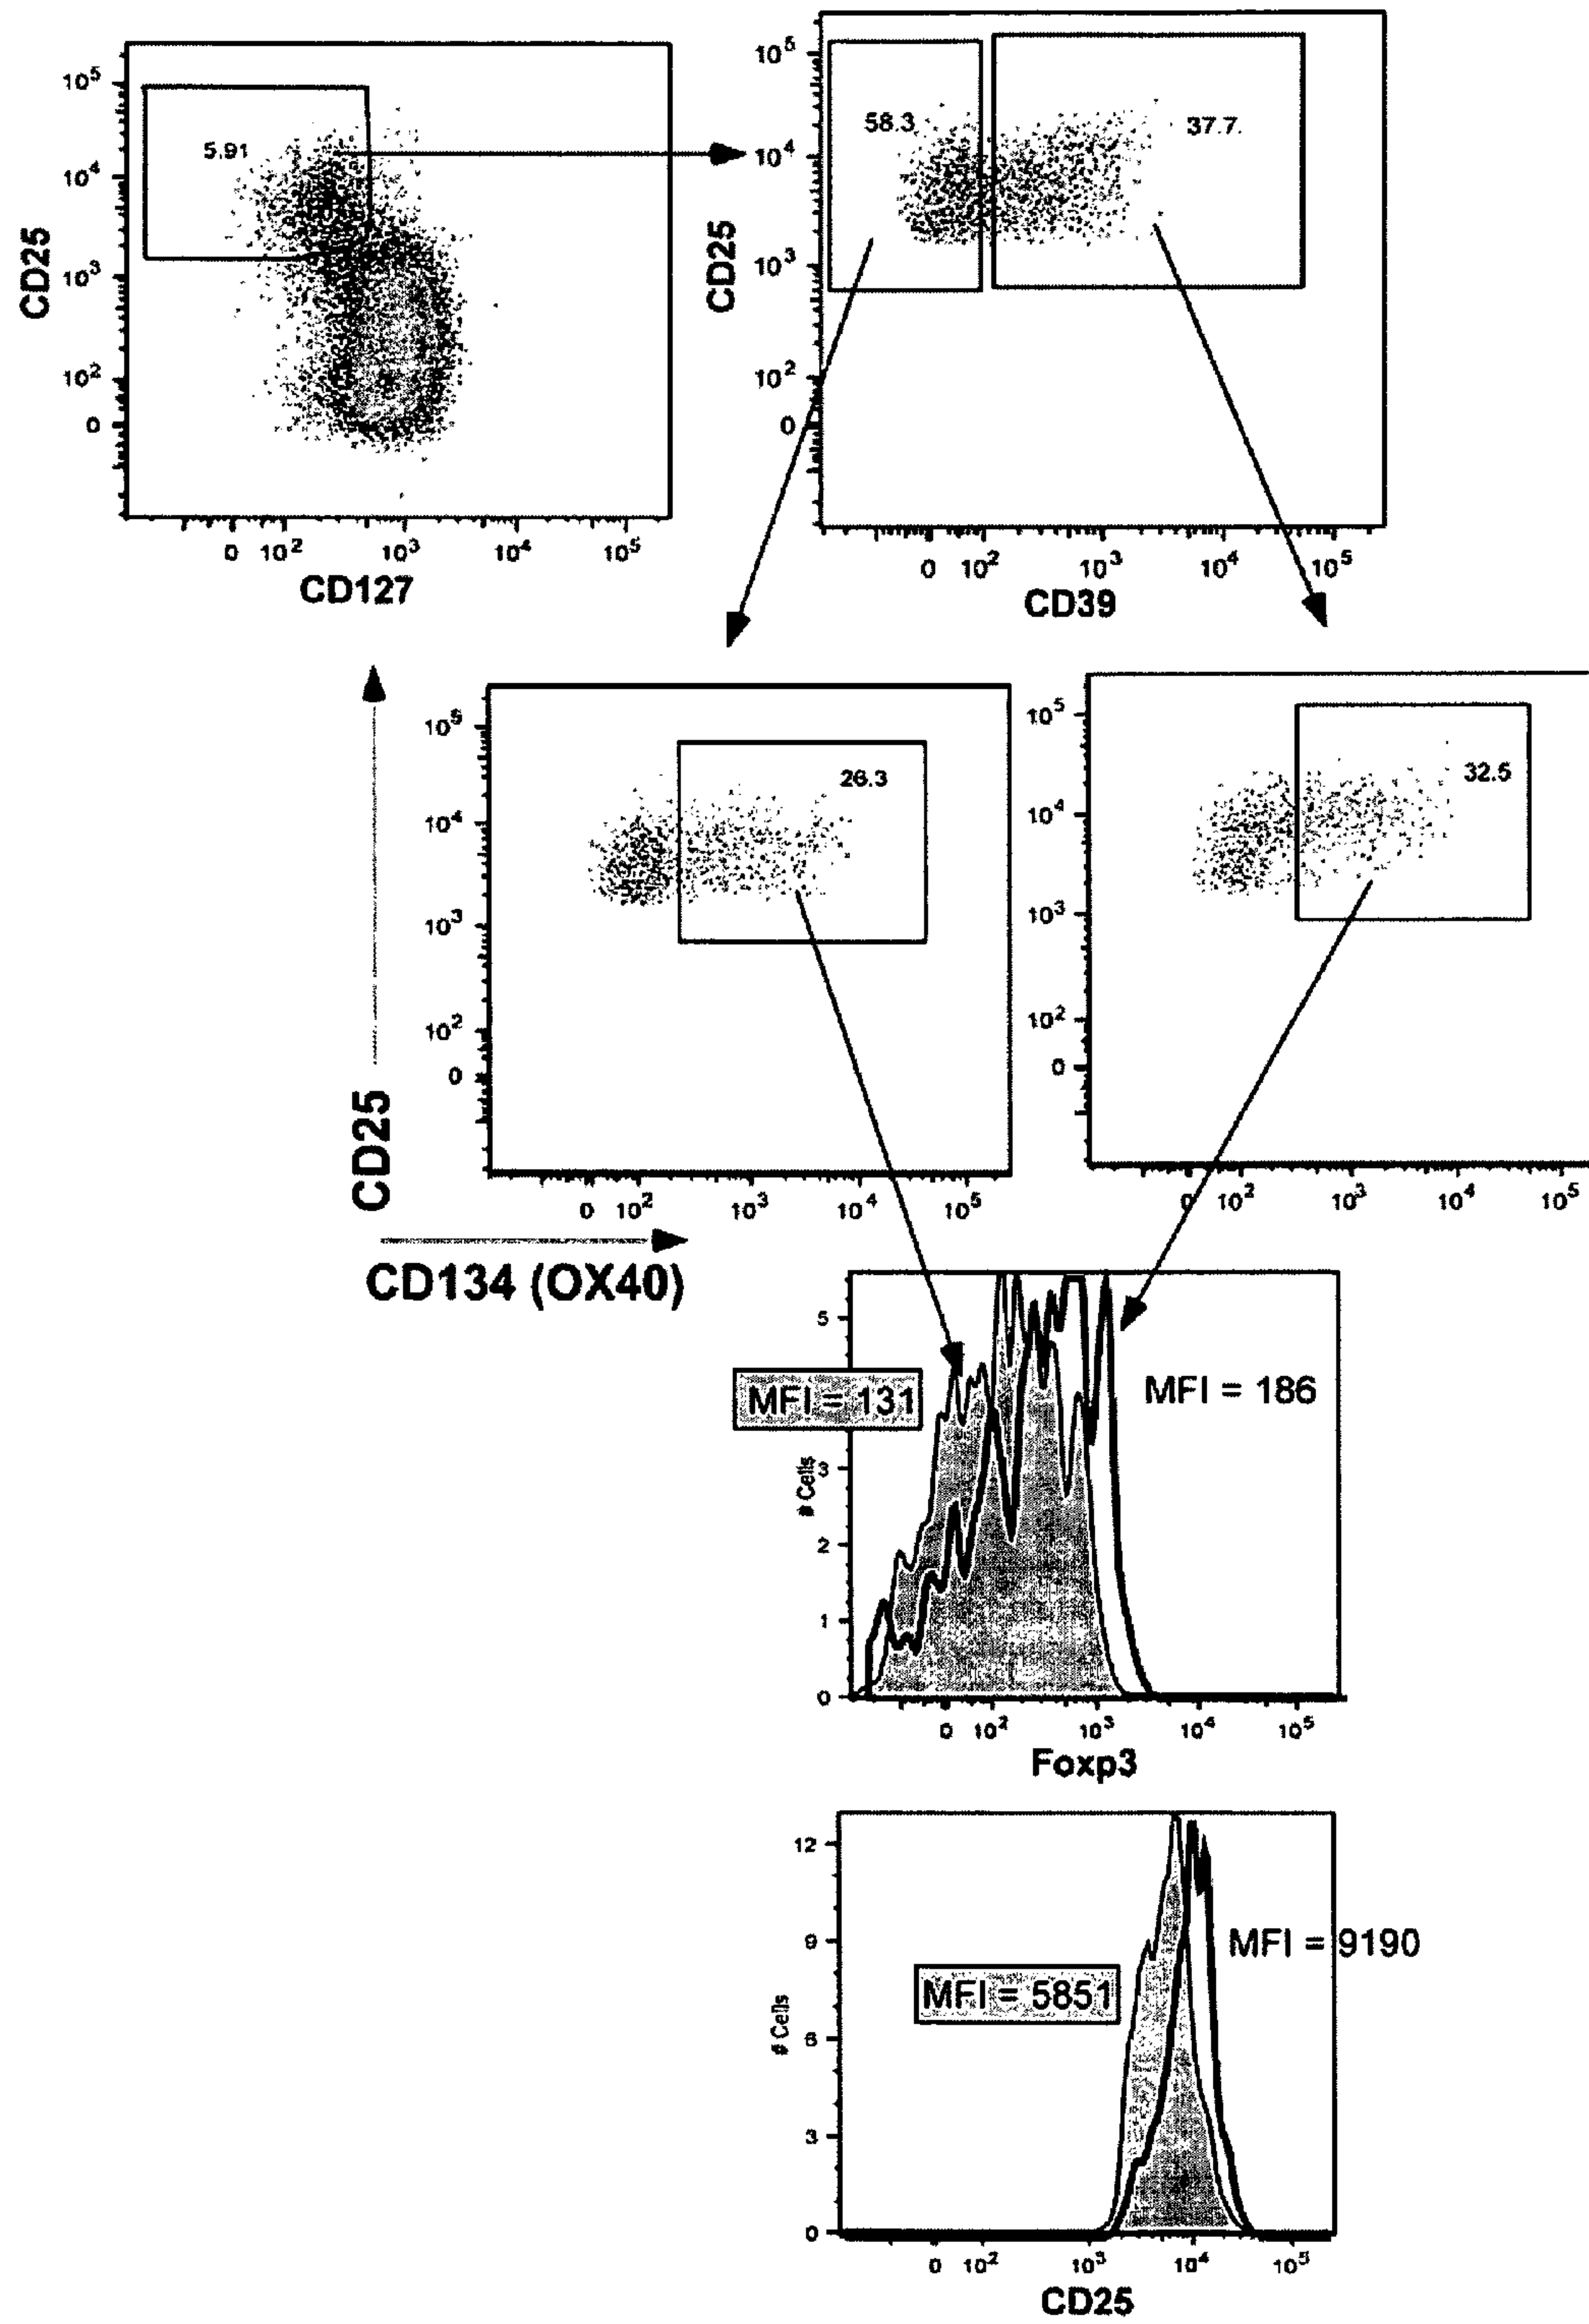 10⁵
10⁴
10³
10²
0
CD25
5.91
0 10² 10³ 10⁴ 10⁵
CD127
10⁵
10⁴
10³
10²
0
CD25
58.3
37.7.
0 10² 10³ 10⁴ 10⁵
CD39
10⁵
10⁴
10³
10²
0
26.3
0 10² 10³ 10⁴ 10⁵
10⁵
10⁴
10³
10²
0
32.5
0 10² 10³ 10⁴ 10⁵
CD25
CD134 (OX40)
5
3
2
1
0
# Cells
MFI = 131
MFI = 186
0 10² 10³ 10⁴ 10⁵
Foxp3
12
9
6
3
0
# Cells
MFI = 5851
MFI = 9190
0 10² 10³ 10⁴ 10⁵
CD25